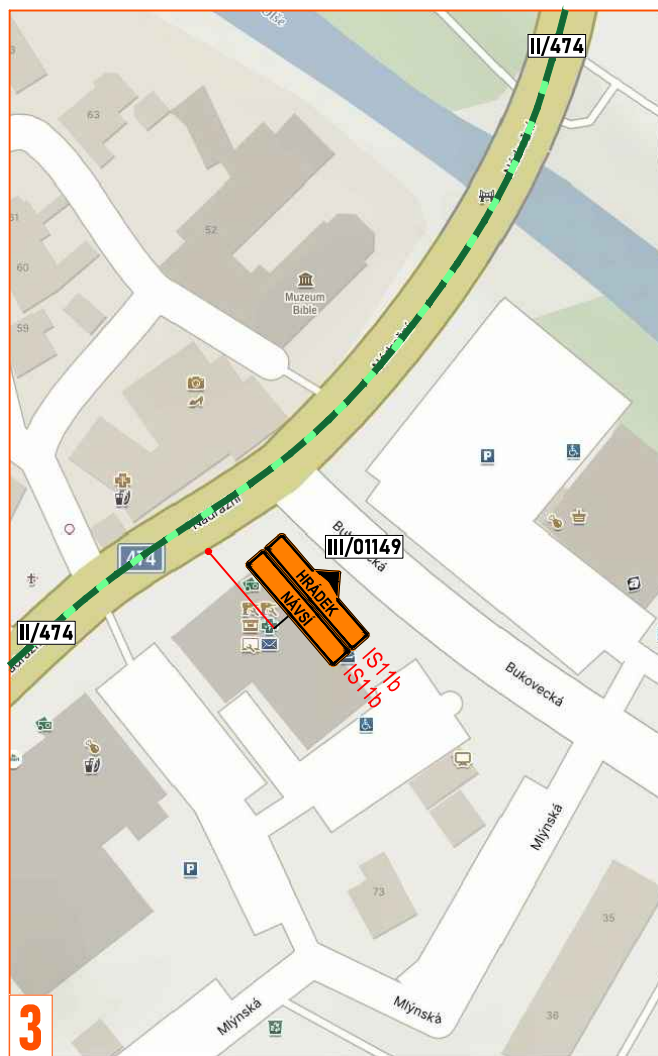 II/474
63
52
61
60
59
Muzeum
Bible
P
Nádražní
474
III/01149
Bukovecká
HRÁDEK
NÁVSÍ
IS11b
IS11b
II/474
Bukovecká
Mlýnská
P
73
35
36
Mlýnská
Mlýnská
3